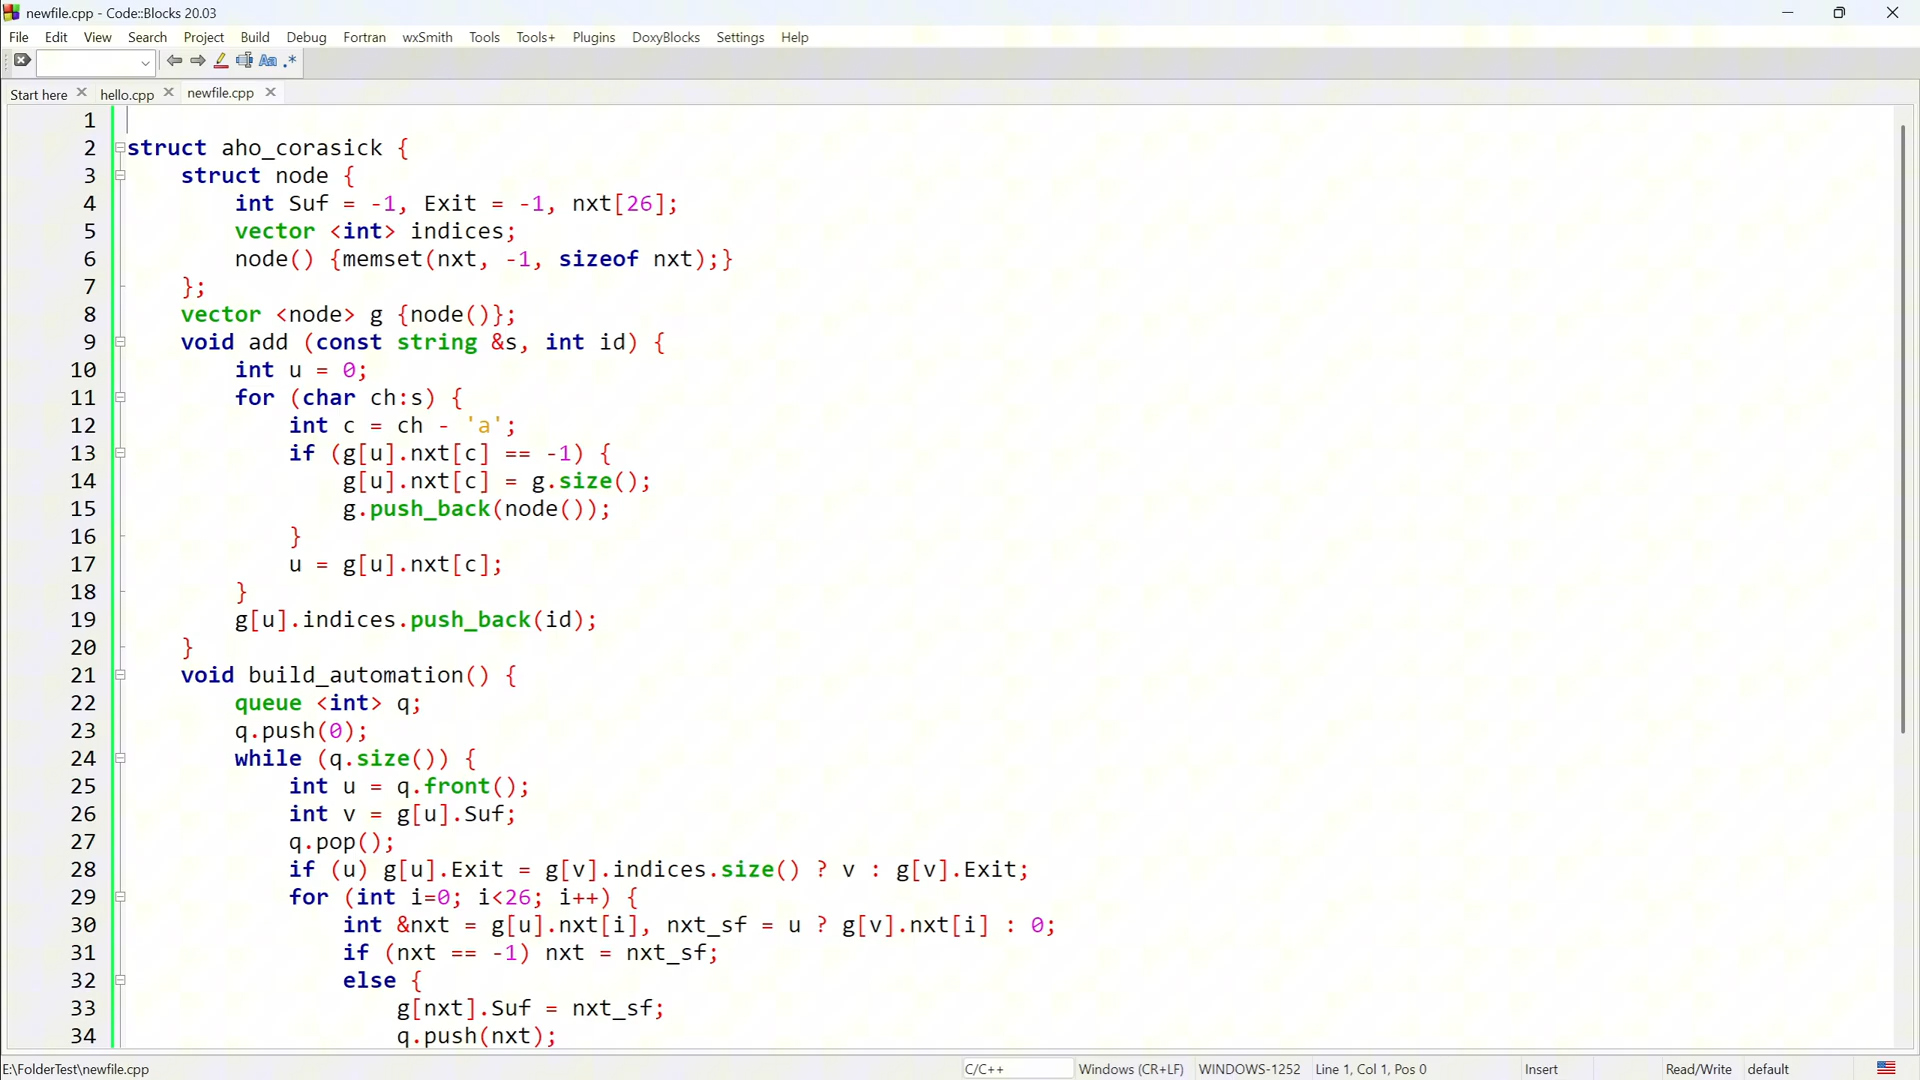 newfile.cpp - Code::Blocks 20.03
File Edit View Search Project Build Debug Fortran wxSmith Tools Tools+ Plugins DoxyBlocks Settings Help
Aa .*
Start here hello.cpp newfile.cpp
1
2 struct aho_corasick {
3 struct node {
4 int Suf = -1, Exit = -1, nxt[26];
5 vector <int> indices;
6 node() {memset(nxt, -1, sizeof nxt);}
7 };
8 vector <node> g {node()};
9 void add (const string &s, int id) {
10 int u = 0;
11 for (char ch:s) {
12 int c = ch - 'a';
13 if (g[u].nxt[c] == -1) {
14 g[u].nxt[c] = g.size();
15 g.push_back(node());
16 }
17 u = g[u].nxt[c];
18 }
19 g[u].indices.push_back(id);
20 }
21 void build_automation() {
22 queue <int> q;
23 q.push(0);
24 while (q.size()) {
25 int u = q.front();
26 int v = g[u].Suf;
27 q.pop();
28 if (u) g[u].Exit = g[v].indices.size() ? v : g[v].Exit;
29 for (int i=0; i<26; i++) {
30 int &nxt = g[u].nxt[i], nxt_sf = u ? g[v].nxt[i] : 0;
31 if (nxt == -1) nxt = nxt_sf;
32 else {
33 g[nxt].Suf = nxt_sf;
34 q.push(nxt);
E:\FolderTest\newfile.cpp C/C++ Windows (CR+LF) WINDOWS-1252 Line 1, Col 1, Pos 0 Insert Read/Write default